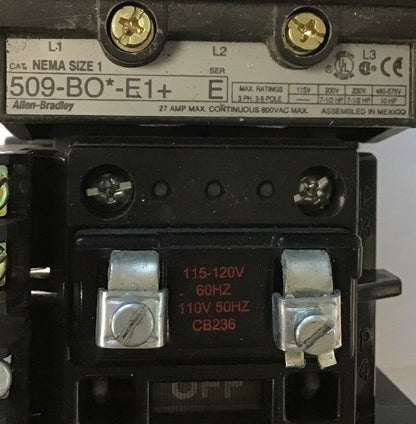 L1 L2 L3
CAT. NEMA SIZE 1 SER
509-BO*-E1+ E
MAX RATINGS 115V 200V 230V 460-575V
3 PH 3-5 POLE — 7-1/2 HP 7-1/2 HP 10 HP
Allen-Bradley 27 AMP MAX. CONTINUOUS 600VAC MAX. ASSEMBLED IN MEXICO
115-120V
60HZ
110V 50HZ
CB236
OFF